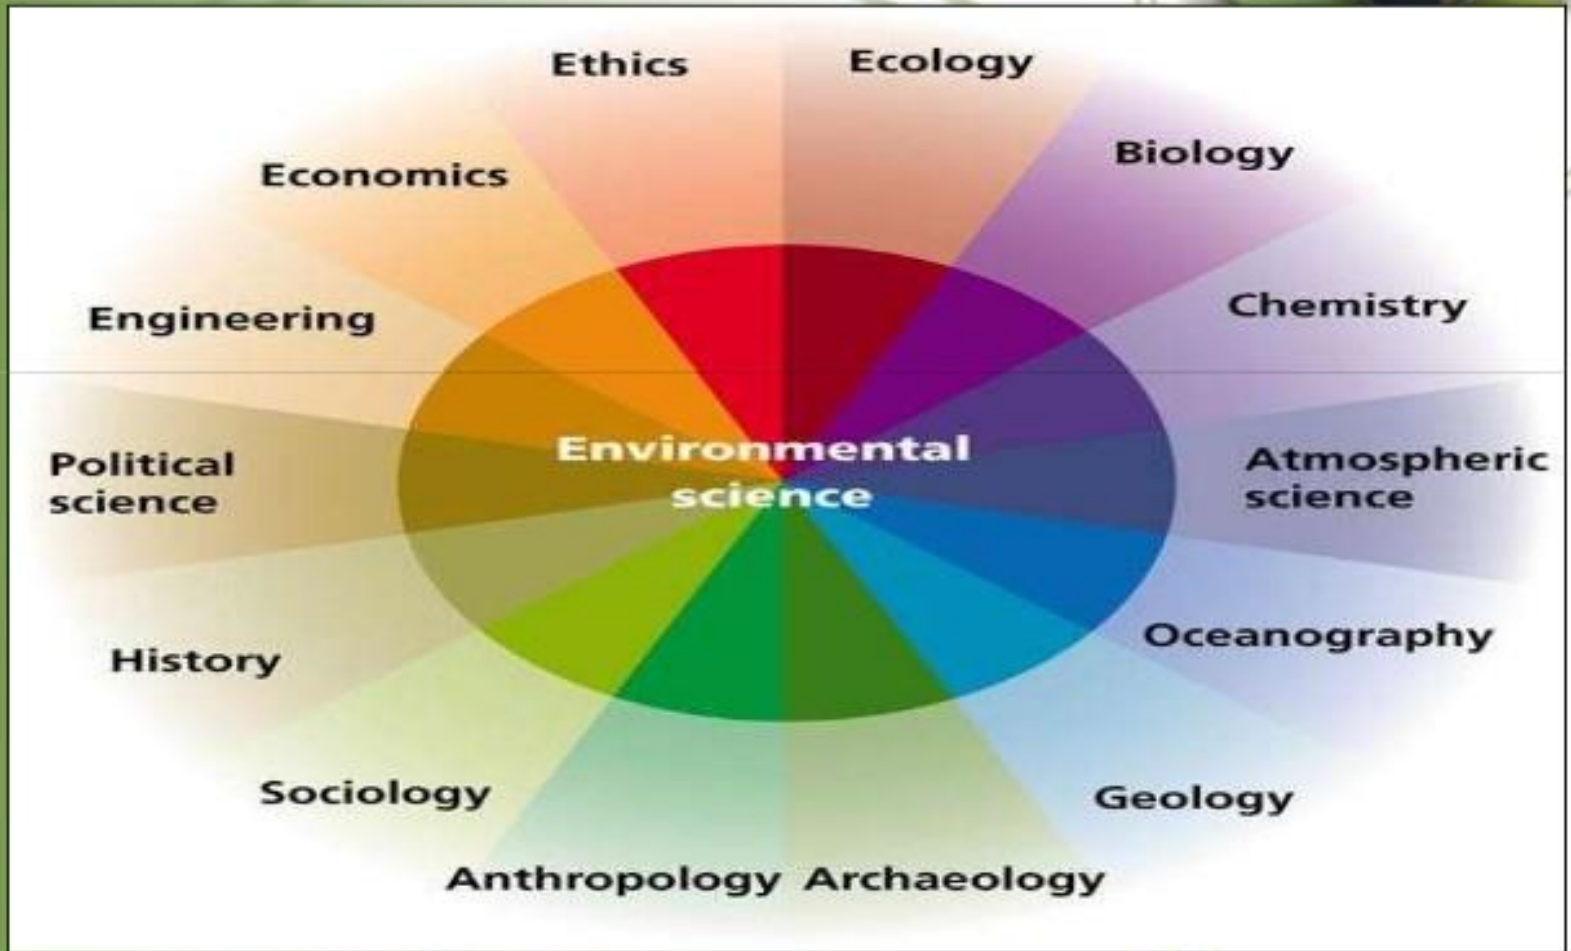 Ethics
Ecology
Biology
Chemistry
Atmospheric
science
Oceanography
Geology
Archaeology
Anthropology
Sociology
History
Political
science
Engineering
Economics
Environmental
science